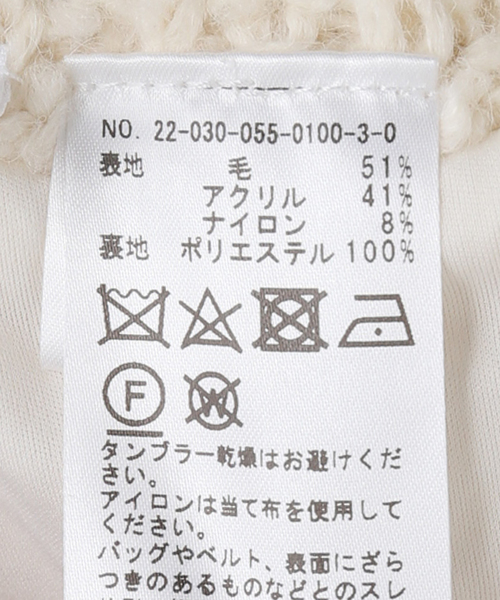 NO. 22-030-055-0100-3-0
表地 毛 51%
アクリル 41%
ナイロン 8%
裏地 ポリエステル 100%
F
W
タンブラー乾燥はお避けくだ
さい。
アイロンは当て布を使用して
ください。
バッグやベルト、表面にざら
つきのあるものなどとのスレ